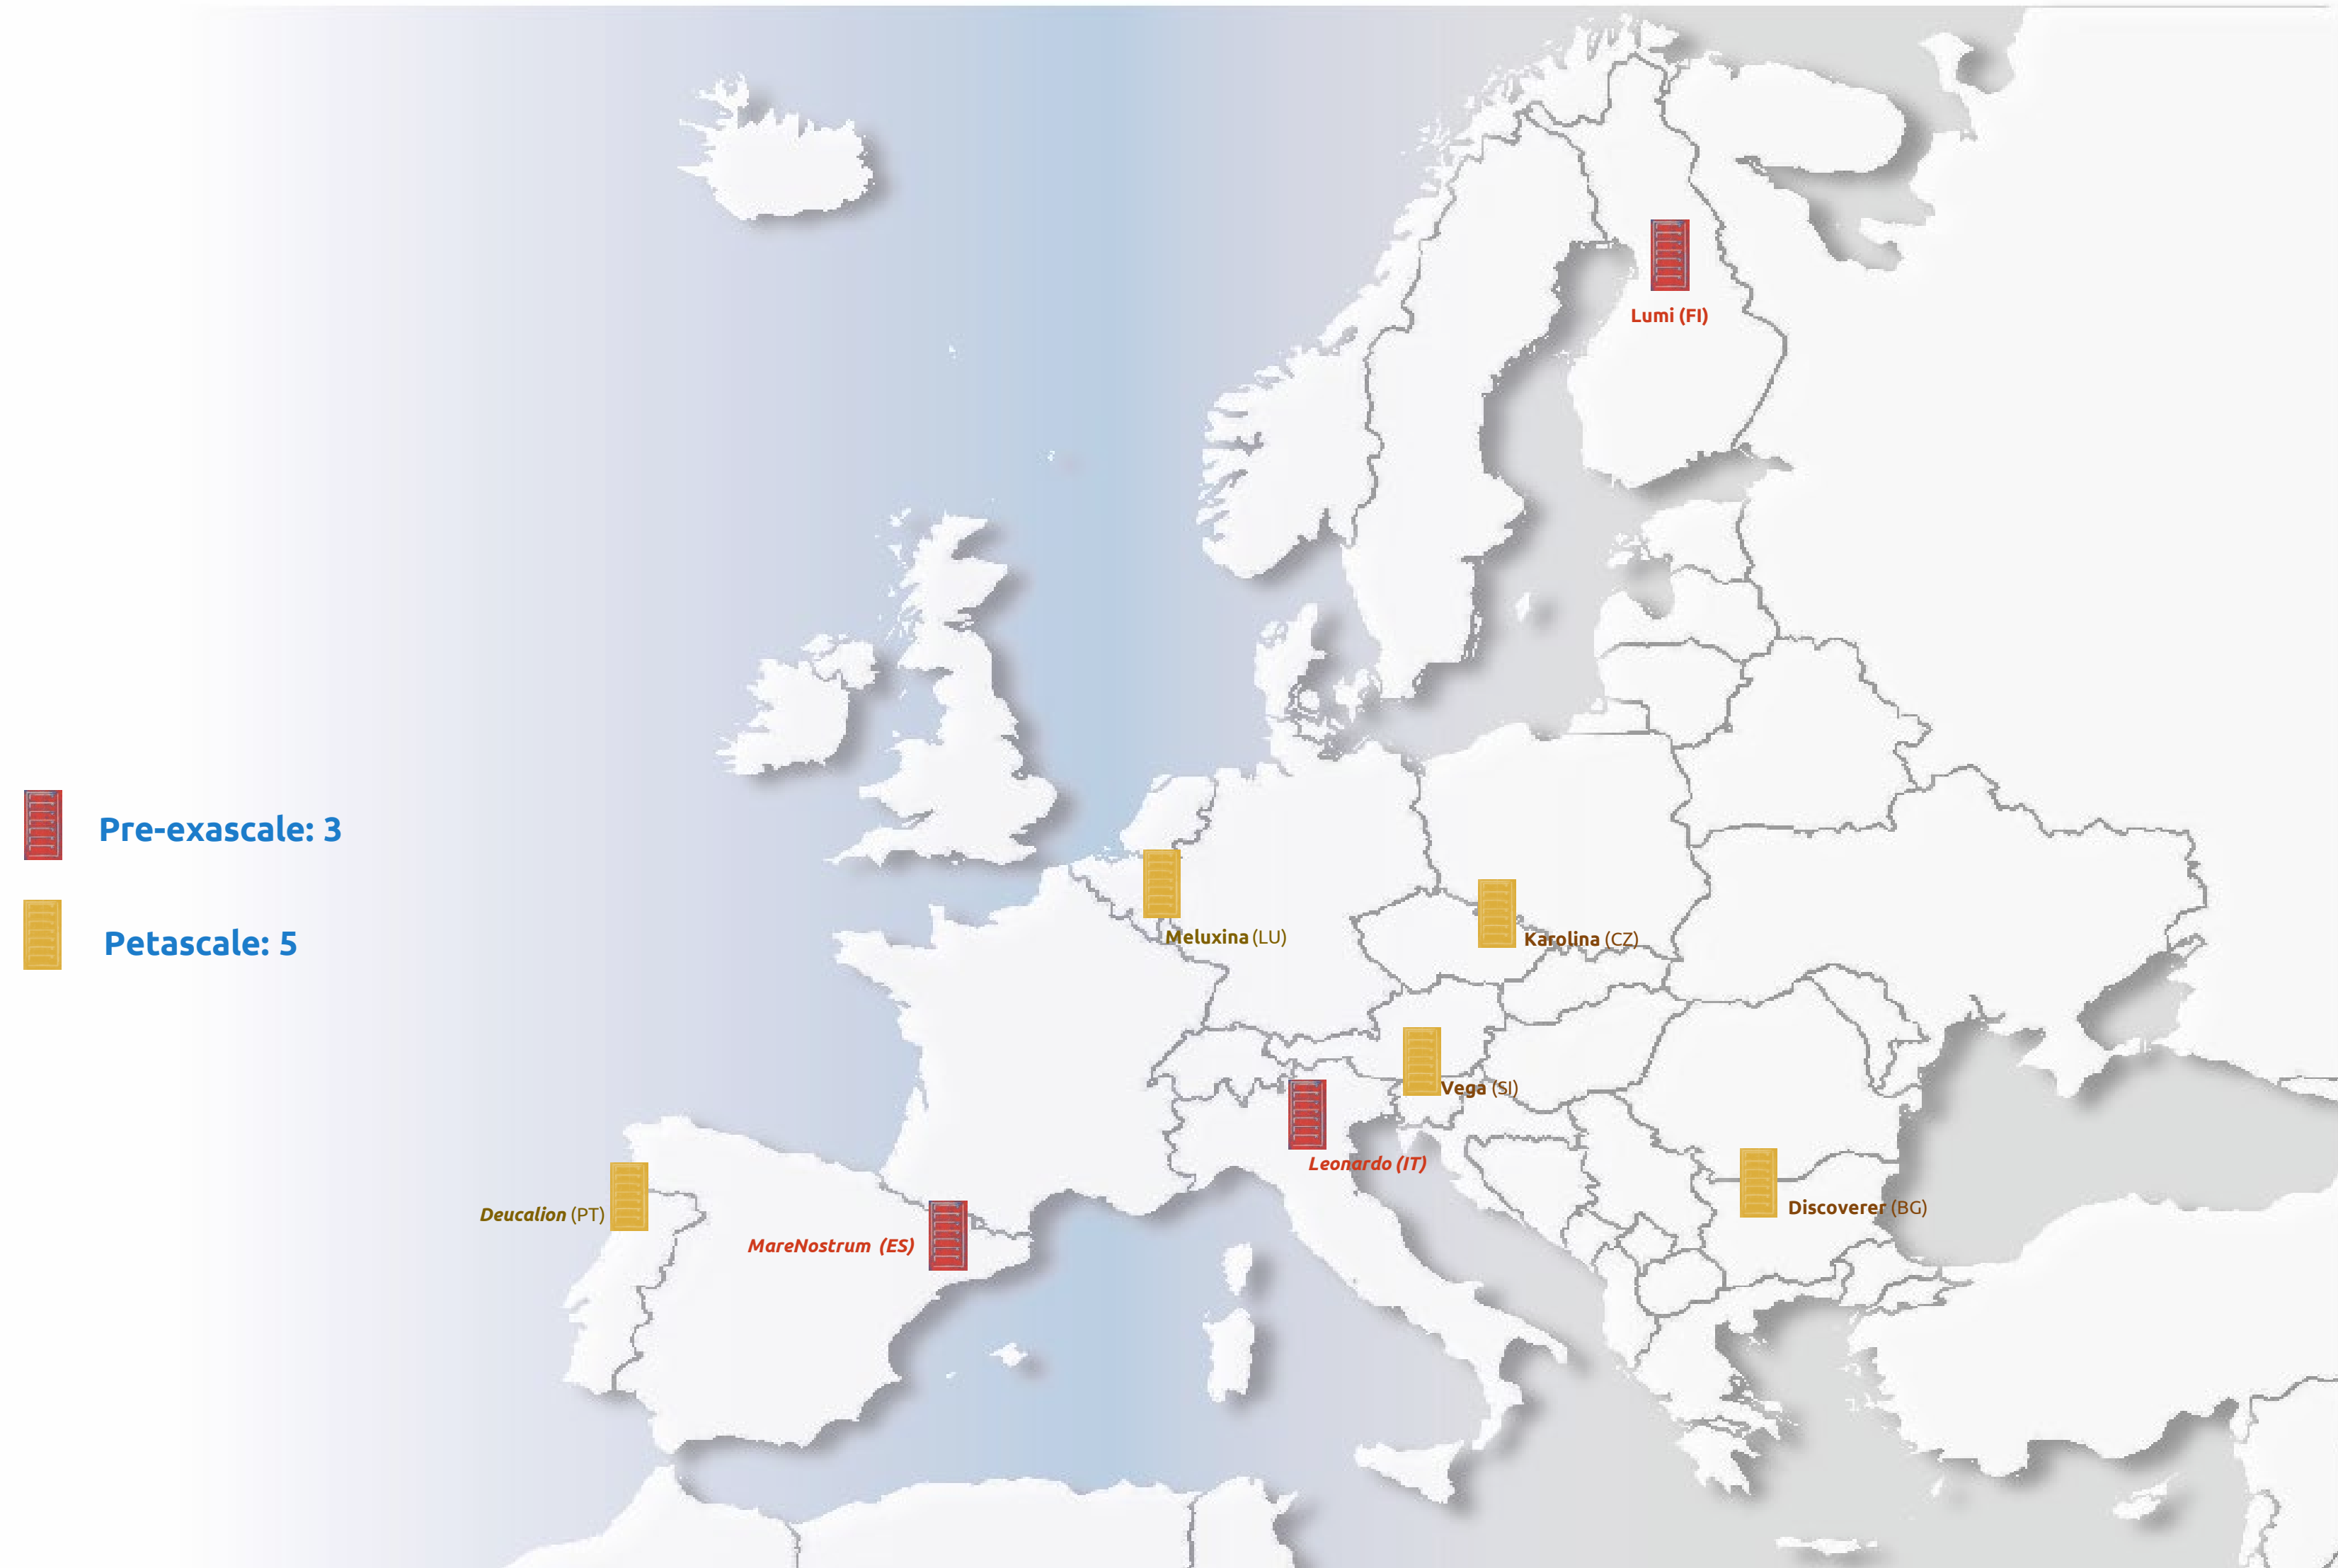 Lumi (FI)
Pre-exascale: 3
Petascale: 5
Meluxina (LU)
Karolina (CZ)
Vega (SI)
Leonardo (IT)
Deucalion (PT)
MareNostrum (ES)
Discoverer (BG)